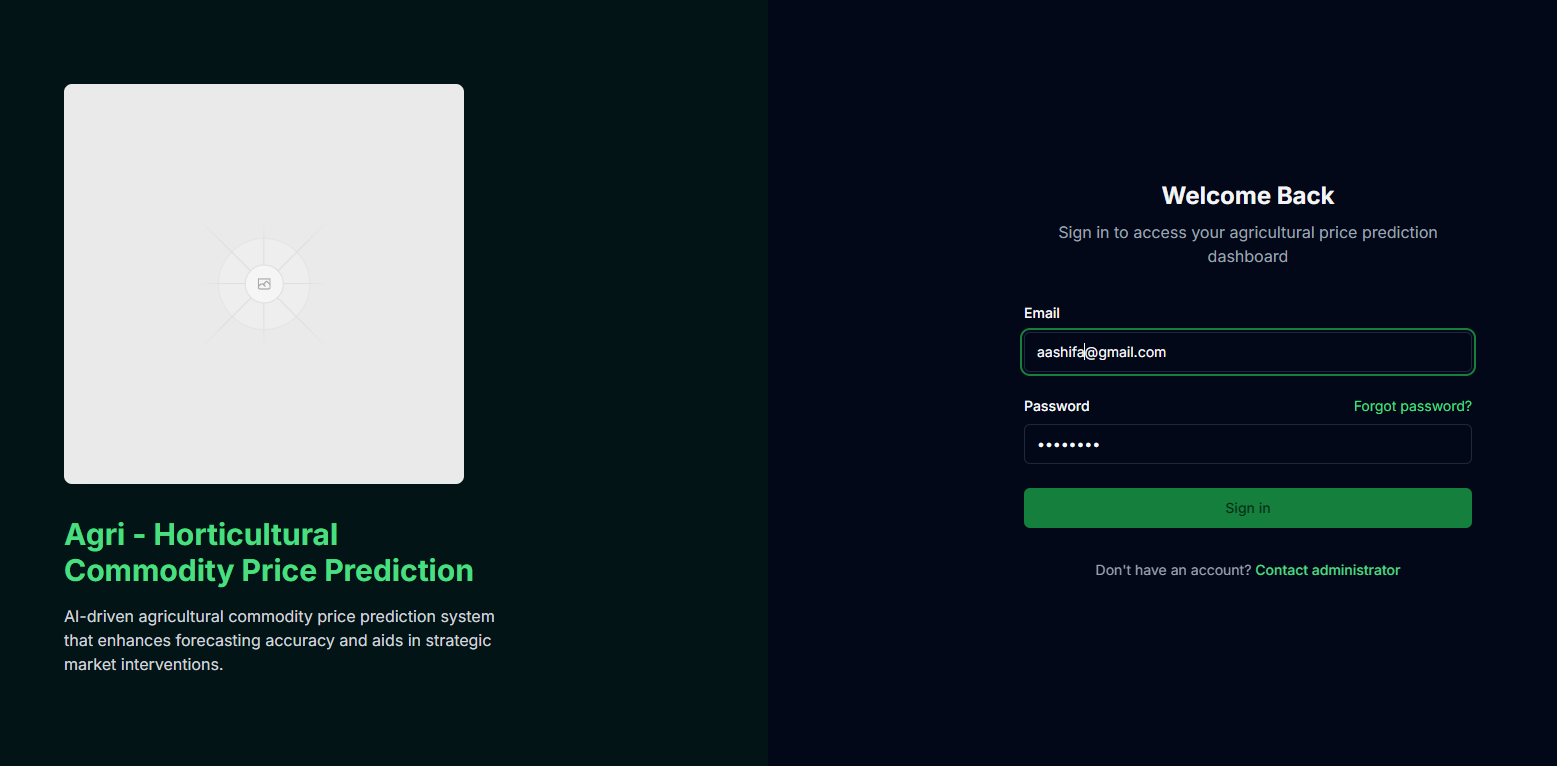 Agri - Horticultural
Commodity Price Prediction
AI-driven agricultural commodity price prediction system
that enhances forecasting accuracy and aids in strategic
market interventions.
Welcome Back
Sign in to access your agricultural price prediction
dashboard
Email
aashifa@gmail.com
Password Forgot password?
••••••••
Sign in
Don't have an account? Contact administrator